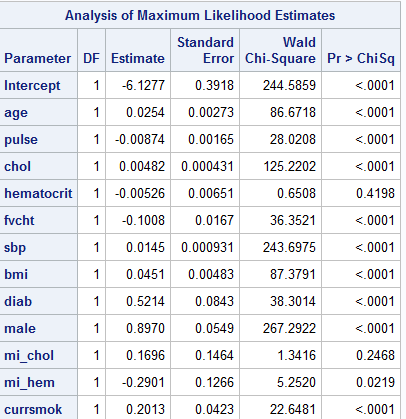 Analysis of Maximum Likelihood Estimates
Parameter DF Estimate Standard Error Wald Chi-Square Pr > ChiSq
Intercept 1 -6.1277 0.3918 244.5859 <.0001
age 1 0.0254 0.00273 86.6718 <.0001
pulse 1 -0.00874 0.00165 28.0208 <.0001
chol 1 0.00482 0.000431 125.2202 <.0001
hematocrit 1 -0.00526 0.00651 0.6508 0.4198
fvcht 1 -0.1008 0.0167 36.3521 <.0001
sbp 1 0.0145 0.000931 243.6975 <.0001
bmi 1 0.0451 0.00483 87.3791 <.0001
diab 1 0.5214 0.0843 38.3014 <.0001
male 1 0.8970 0.0549 267.2922 <.0001
mi_chol 1 0.1696 0.1464 1.3416 0.2468
mi_hem 1 -0.2901 0.1266 5.2520 0.0219
currsmok 1 0.2013 0.0423 22.6481 <.0001